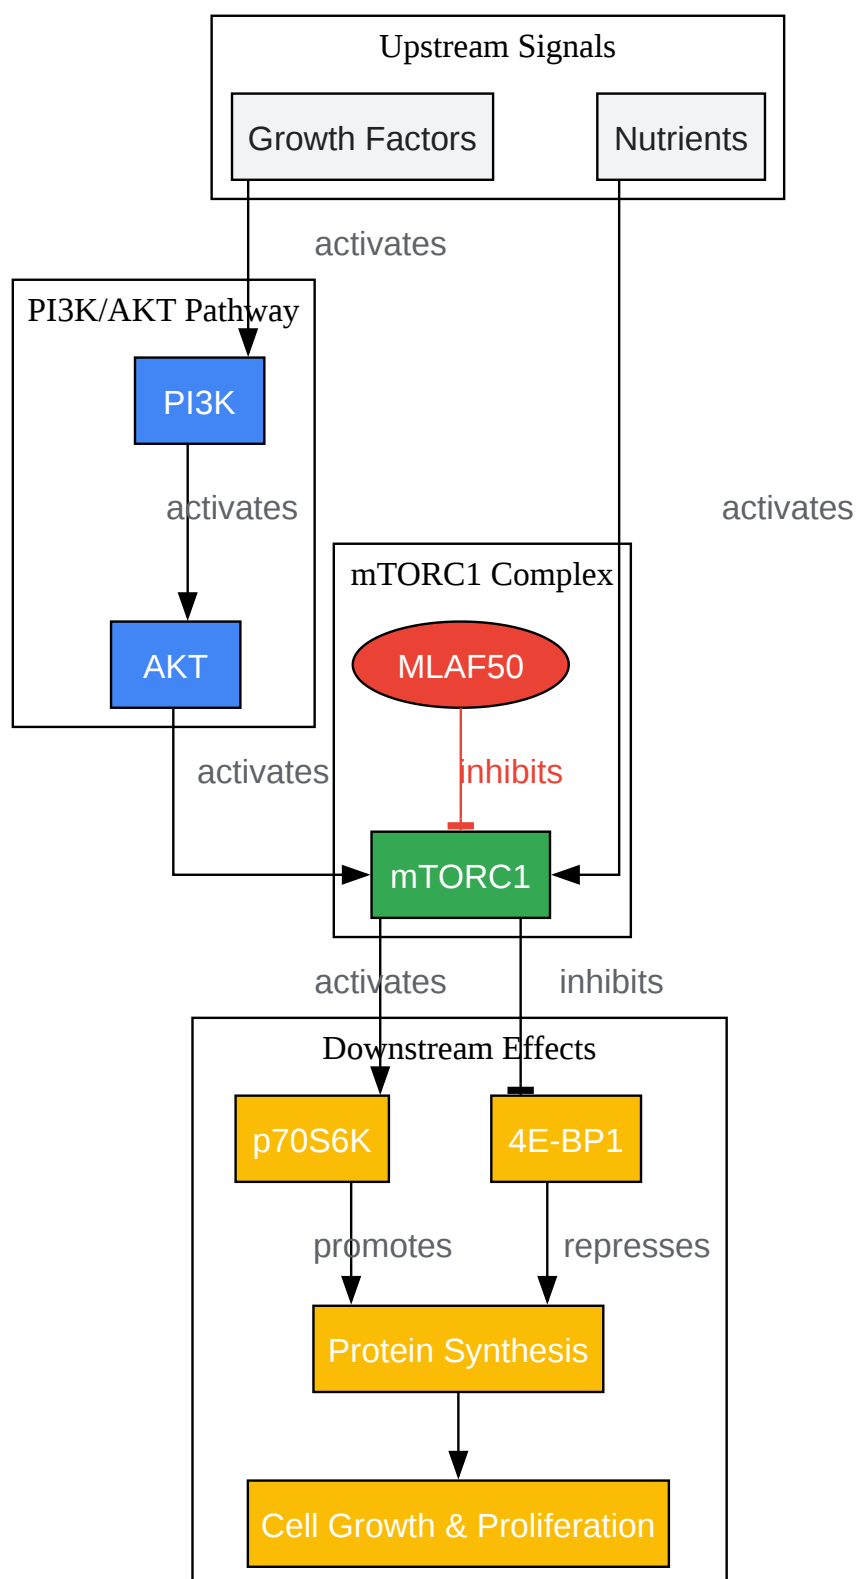 Upstream Signals
Growth Factors
Nutrients
activates
PI3K/AKT Pathway
PI3K
activates
activates
mTORC1 Complex
AKT
MLAF50
activates
inhibits
mTORC1
activates
inhibits
Downstream Effects
p70S6K
4E-BP1
promotes
represses
Protein Synthesis
Cell Growth & Proliferation